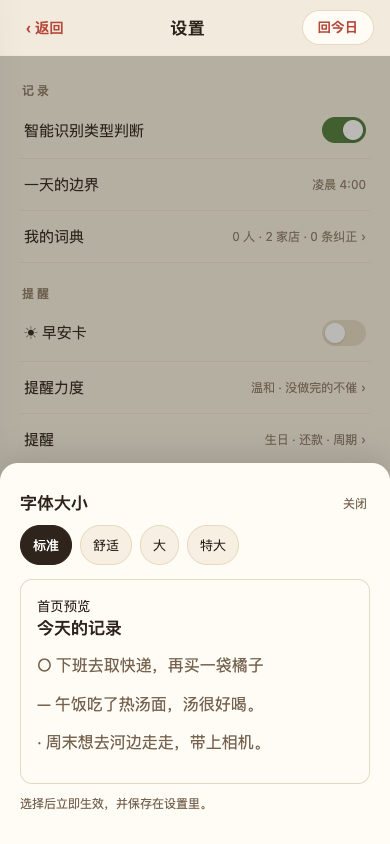 ‹ 返回
设置
回今日
记录
智能识别类型判断
一天的边界
凌晨 4:00
我的词典
0 人 · 2 家店 · 0 条纠正 ›
提醒
☀ 早安卡
提醒力度
温和 · 没做完的不催 ›
提醒
生日 · 还款 · 周期 ›
字体大小
关闭
标准
舒适
大
特大
首页预览
今天的记录
○ 下班去取快递，再买一袋橘子
— 午饭吃了热汤面，汤很好喝。
· 周末想去河边走走，带上相机。
选择后立即生效，并保存在设置里。